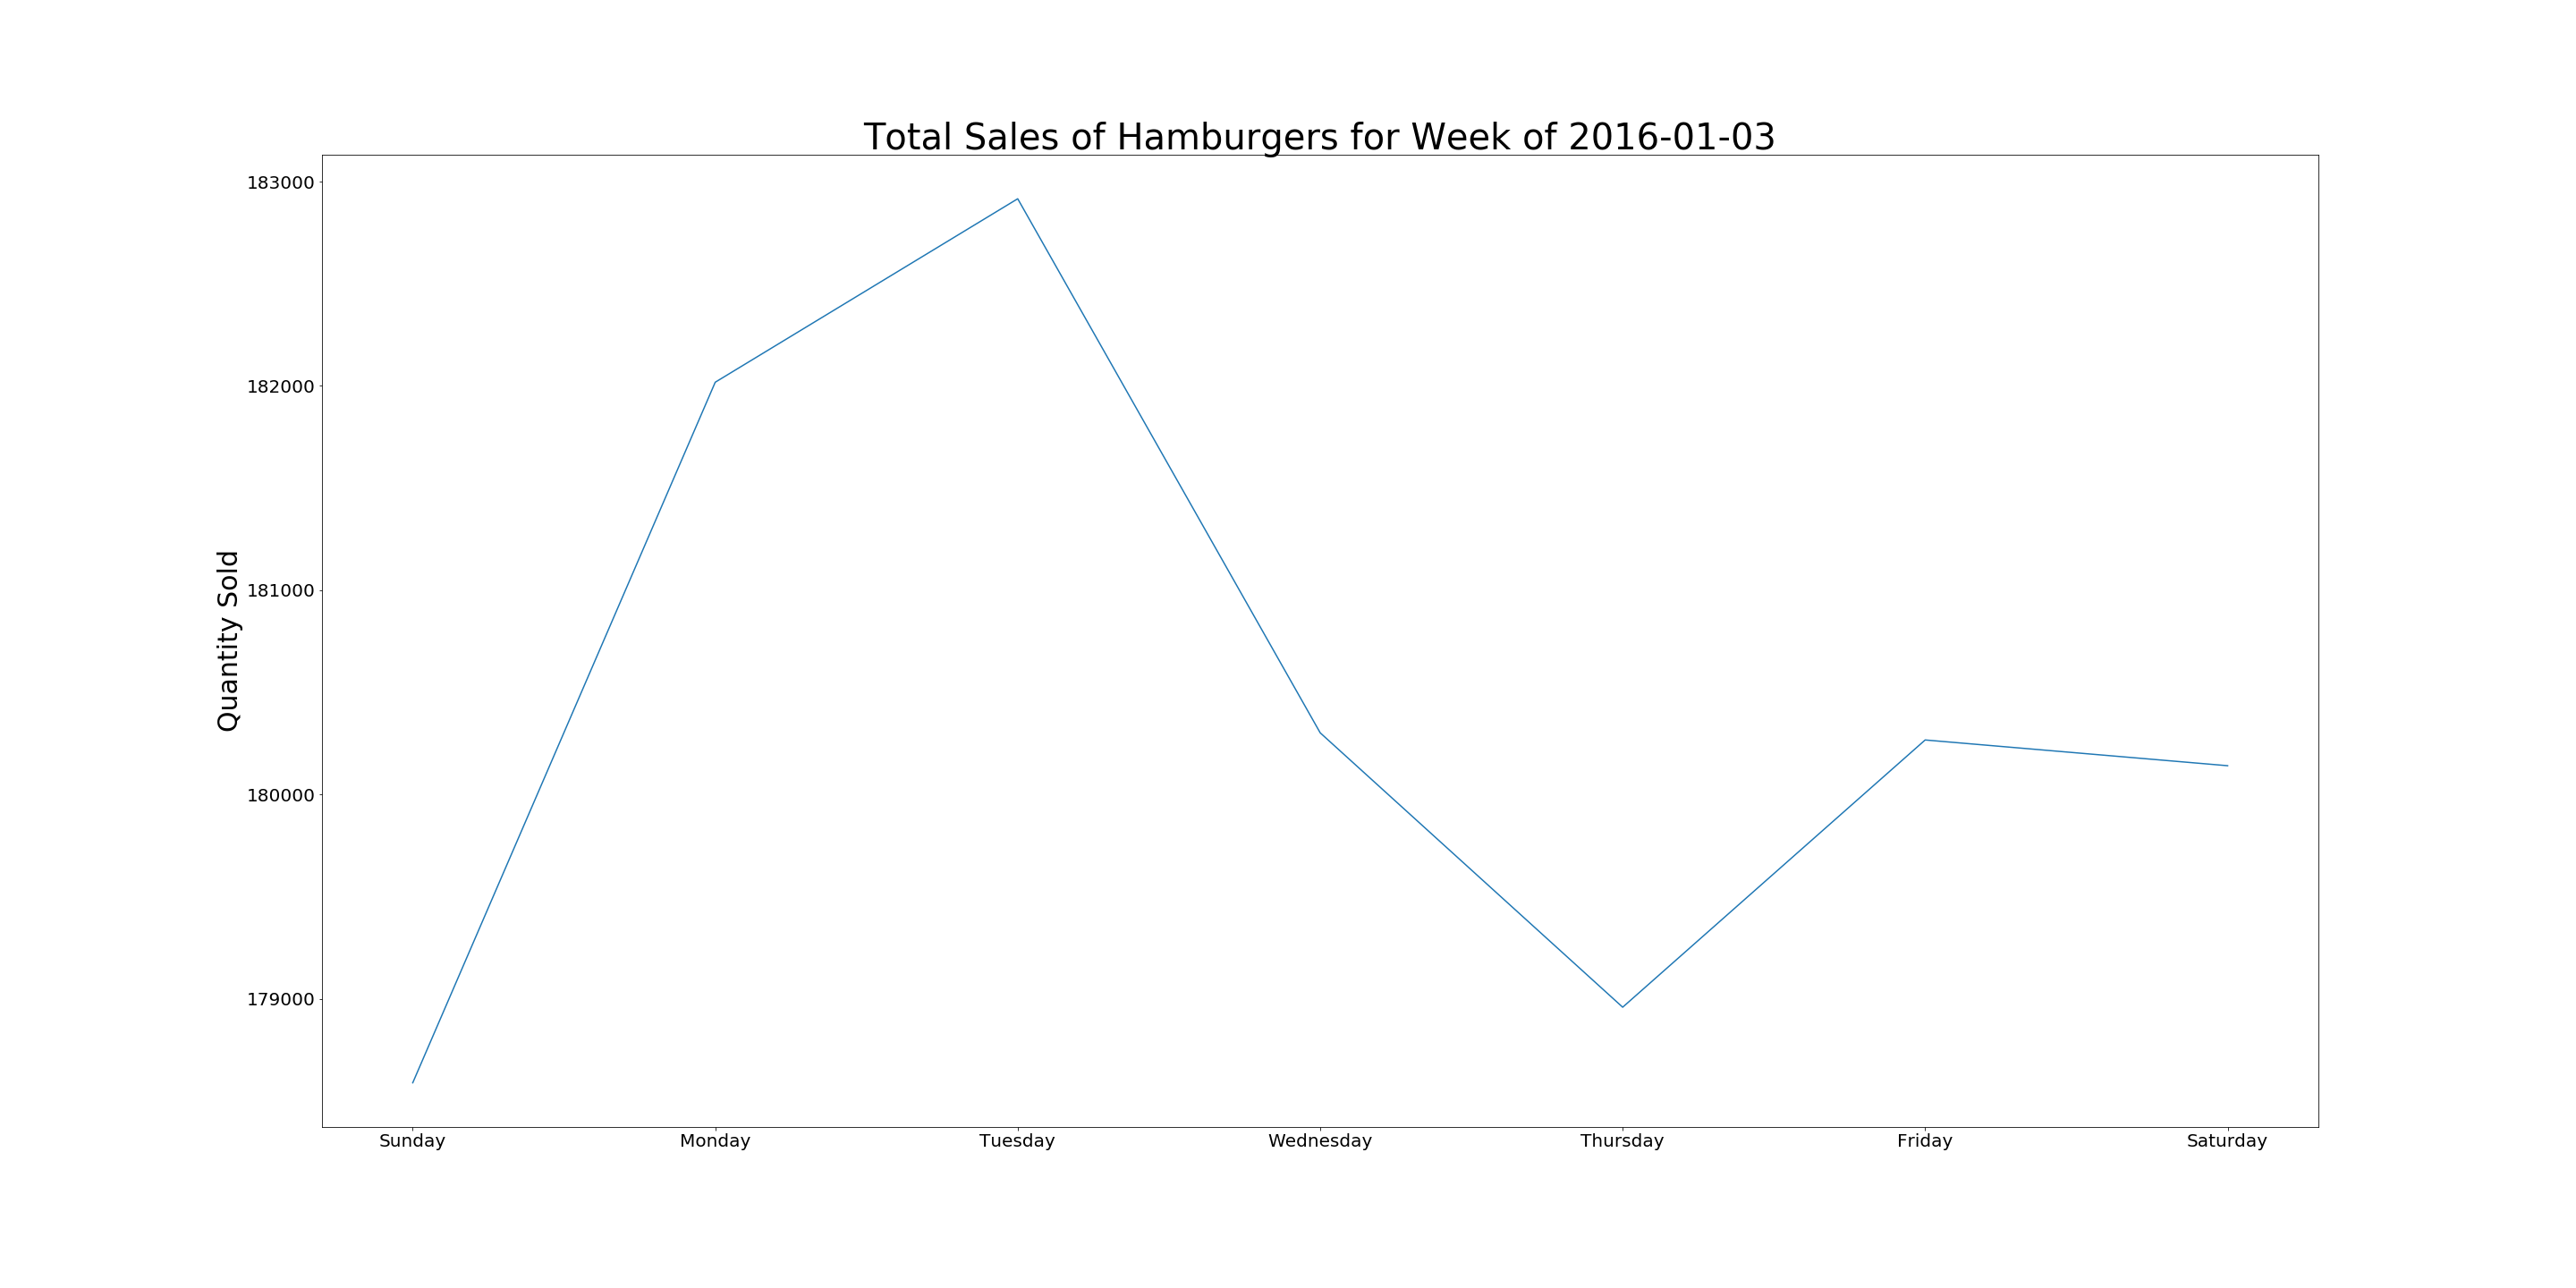 Total Sales of Hamburgers for Week of 2016-01-03
183000
182000
181000
180000
179000
Quantity Sold
Sunday Monday Tuesday Wednesday Thursday Friday Saturday